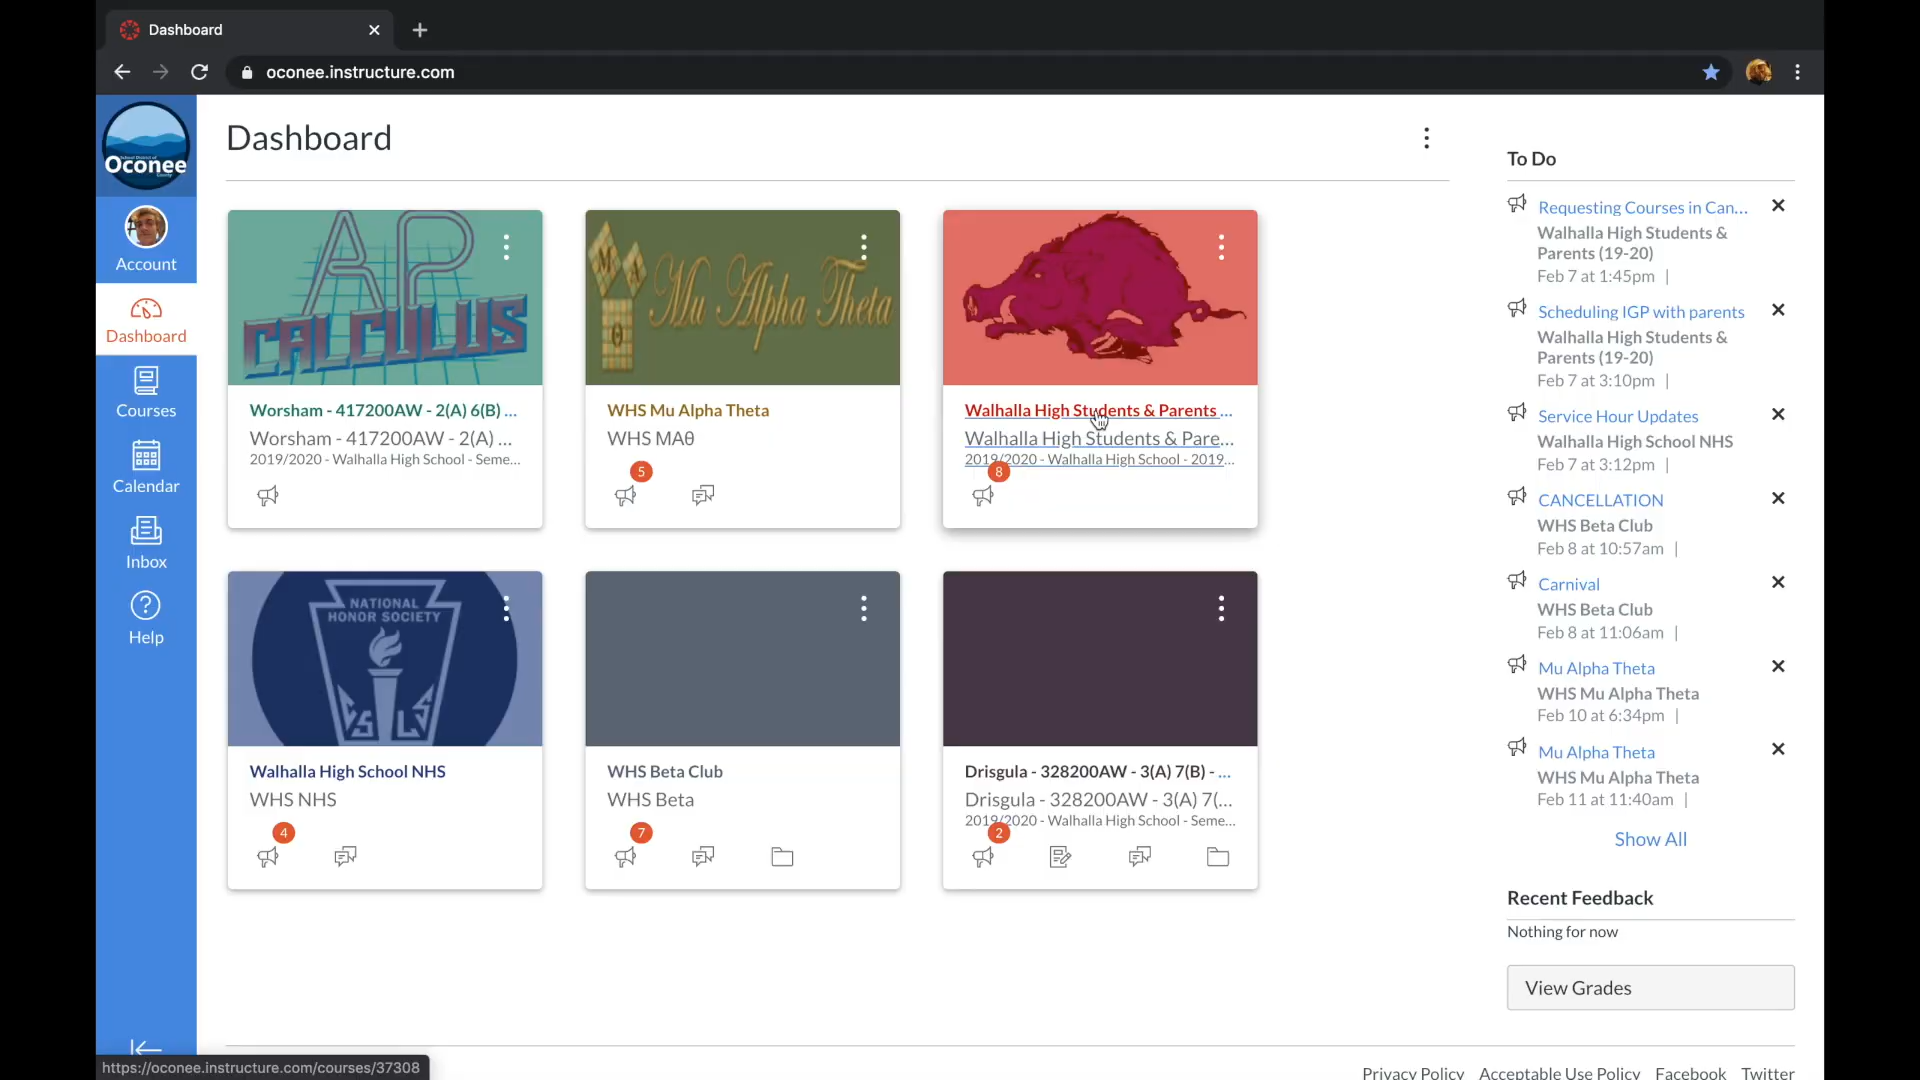 Dashboard
oconee.instructure.com
School District of
Oconee
County
Account
Dashboard
Courses
Calendar
Inbox
Help
Dashboard
AP
CALCULUS
Worsham - 417200AW - 2(A) 6(B) ...
Worsham - 417200AW - 2(A) ...
2019/2020 - Walhalla High School - Seme...
M A
Θ
Mu Alpha Theta
WHS Mu Alpha Theta
WHS MAθ
5
Walhalla High Students & Parents ...
Walhalla High Students & Pare...
2019/2020 - Walhalla High School - 2019...
8
NATIONAL
HONOR SOCIETY
C S L S
Walhalla High School NHS
WHS NHS
4
WHS Beta Club
WHS Beta
7
Drisgula - 328200AW - 3(A) 7(B) - ...
Drisgula - 328200AW - 3(A) 7(...
2019/2020 - Walhalla High School - Seme...
2
To Do
Requesting Courses in Can...
Walhalla High Students &
Parents (19-20)
Feb 7 at 1:45pm |
Scheduling IGP with parents
Walhalla High Students &
Parents (19-20)
Feb 7 at 3:10pm |
Service Hour Updates
Walhalla High School NHS
Feb 7 at 3:12pm |
CANCELLATION
WHS Beta Club
Feb 8 at 10:57am |
Carnival
WHS Beta Club
Feb 8 at 11:06am |
Mu Alpha Theta
WHS Mu Alpha Theta
Feb 10 at 6:34pm |
Mu Alpha Theta
WHS Mu Alpha Theta
Feb 11 at 11:40am |
Show All
Recent Feedback
Nothing for now
View Grades
https://oconee.instructure.com/courses/37308
Privacy Policy Acceptable Use Policy Facebook Twitter